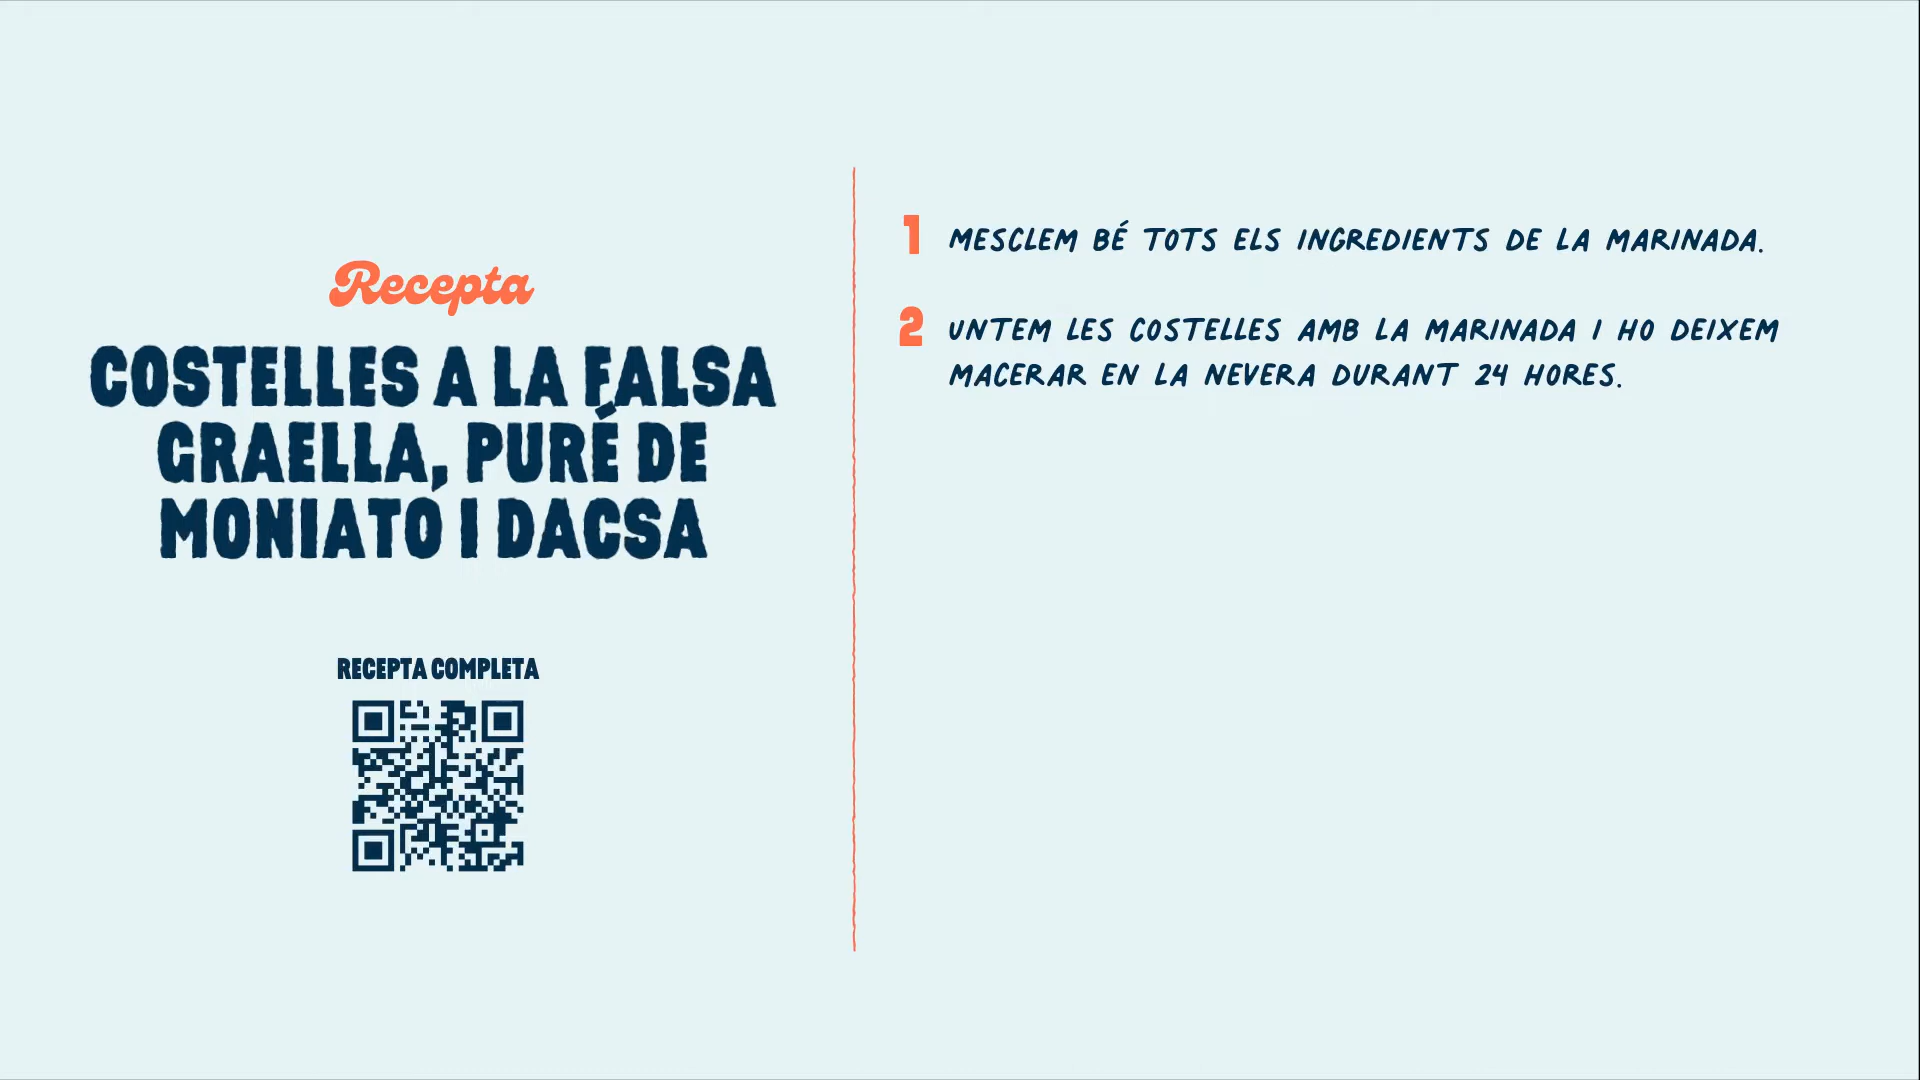 Recepta
COSTELLES A LA FALSA
GRAELLA, PURÉ DE
MONIATÓ I DACSA
RECEPTA COMPLETA
1 MESCLEM BÉ TOTS ELS INGREDIENTS DE LA MARINADA.
2 UNTEM LES COSTELLES AMB LA MARINADA I HO DEIXEM
MACERAR EN LA NEVERA DURANT 24 HORES.